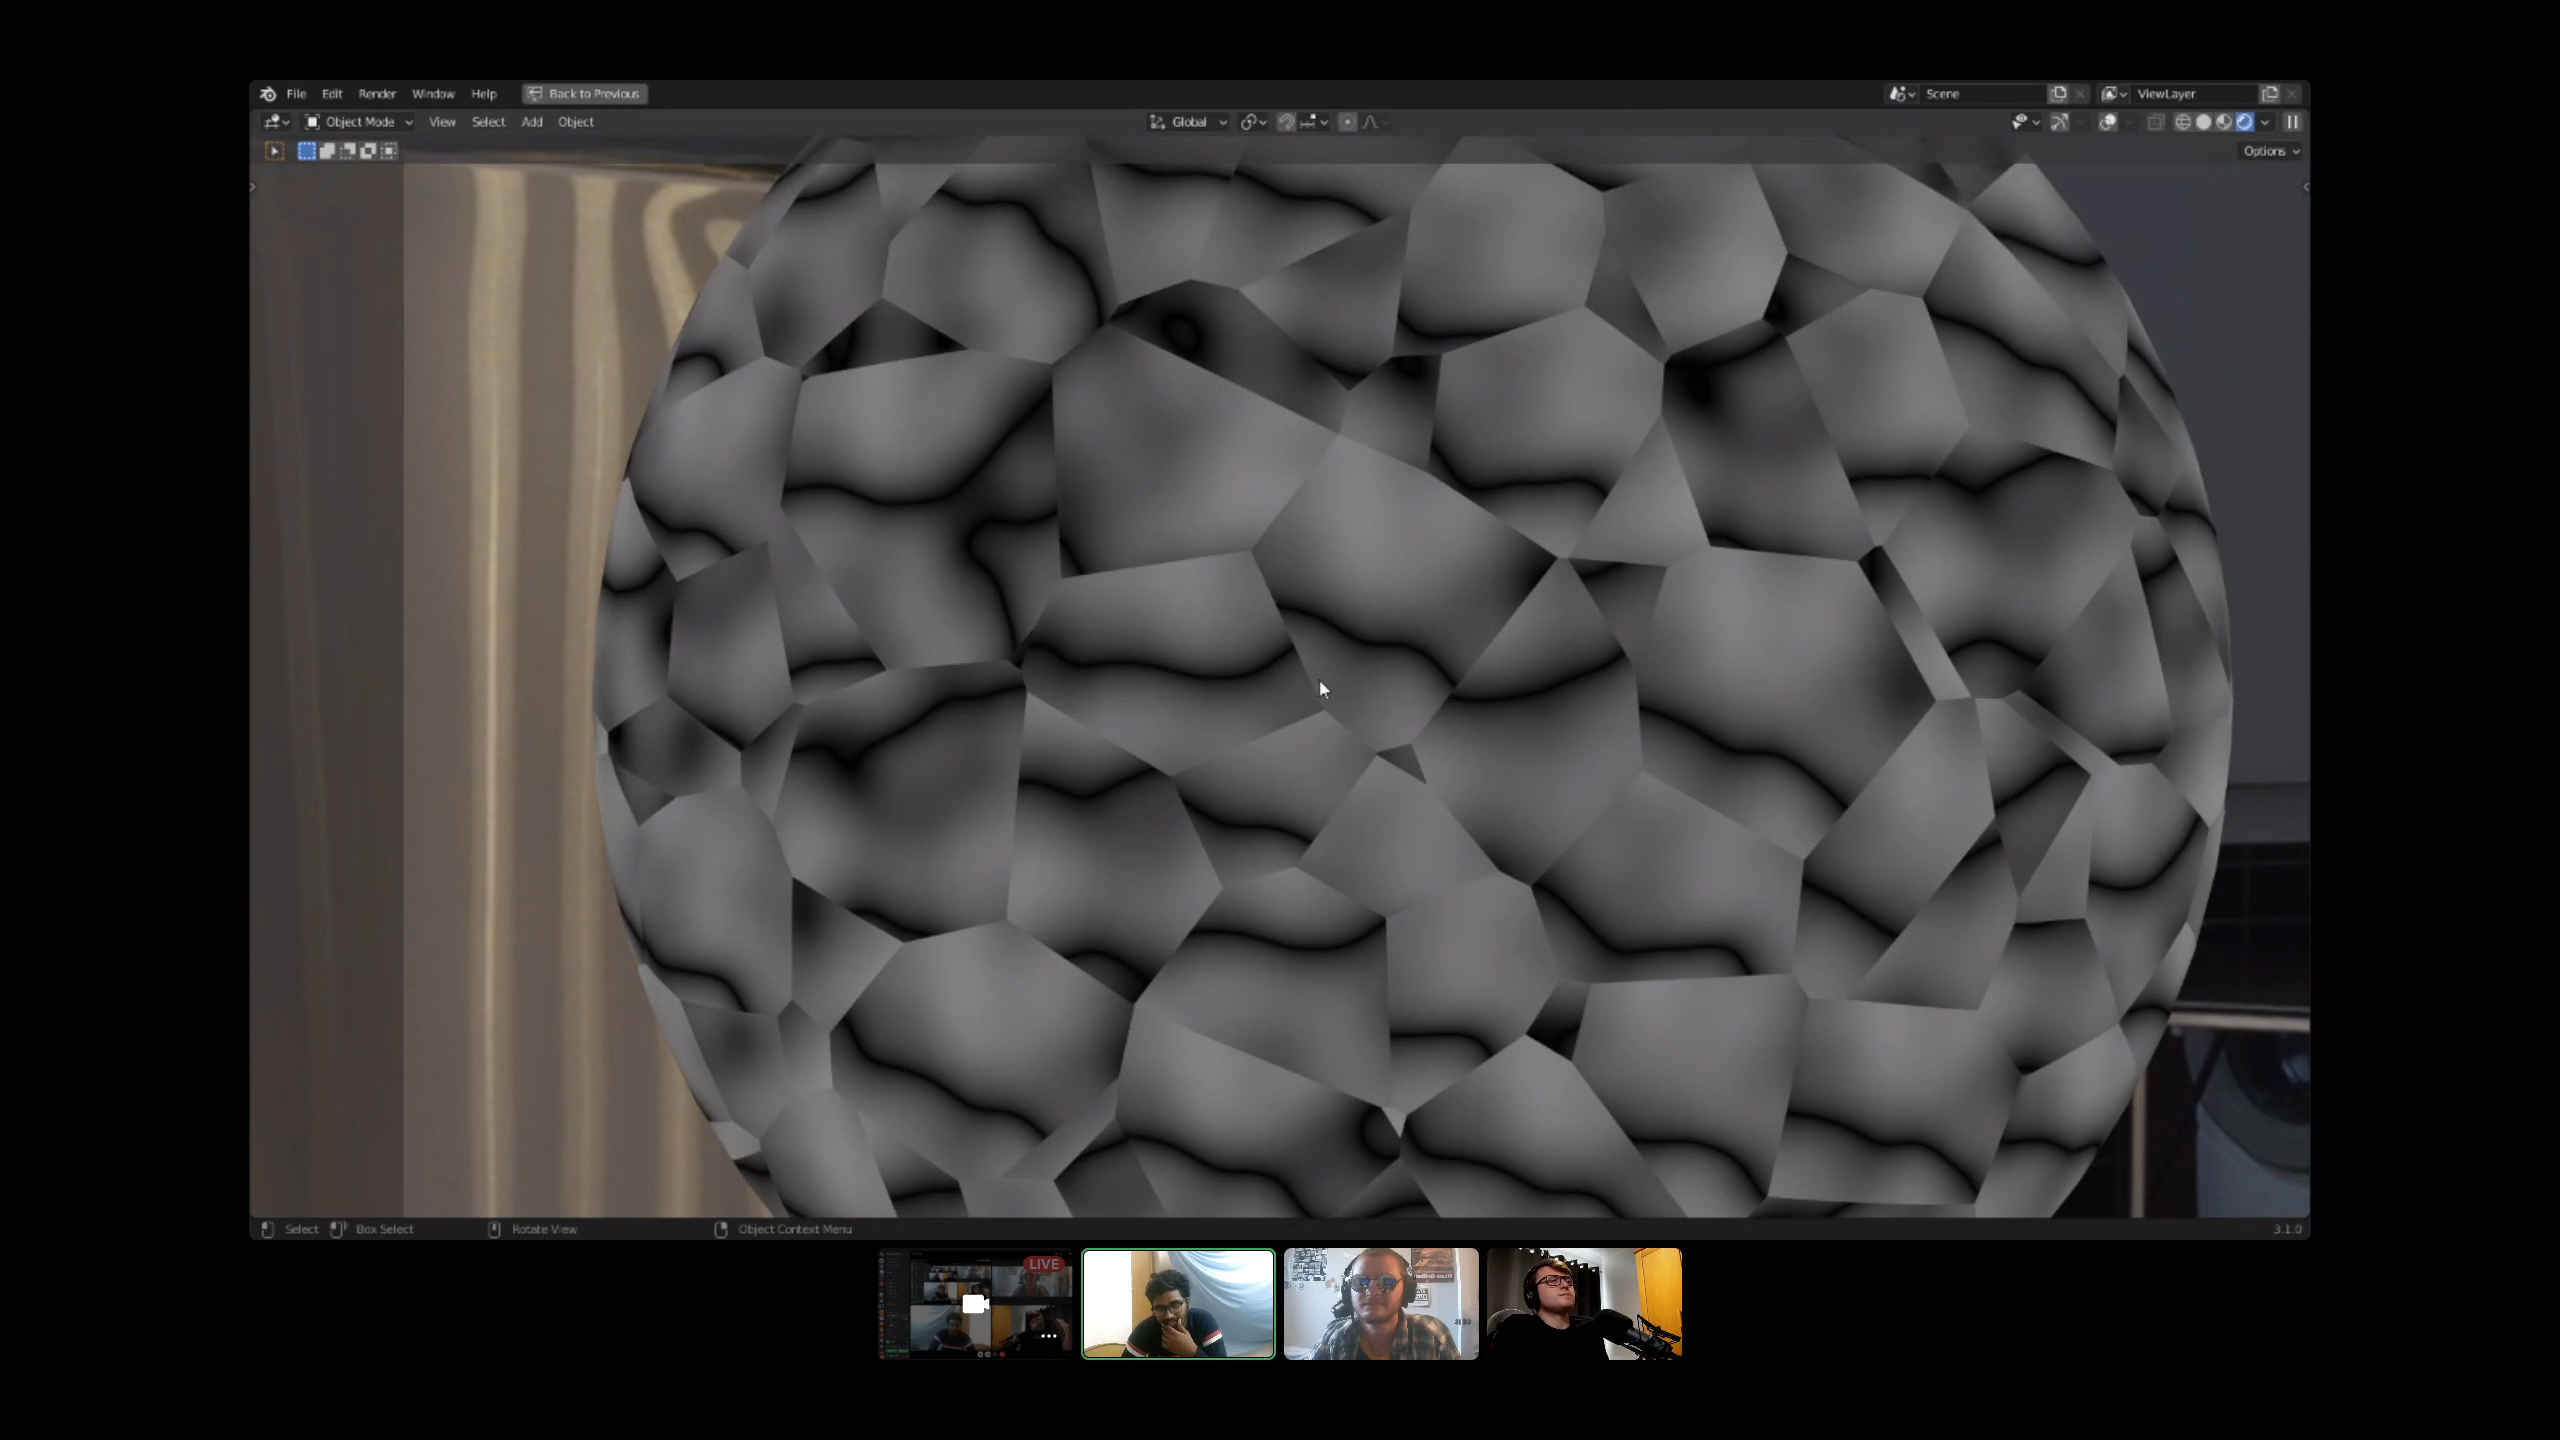 File Edit Render Window Help Back to Previous Scene ViewLayer
Object Mode View Select Add Object Global
Options
Select Box Select Rotate View Object Context Menu 3.1.0
LIVE